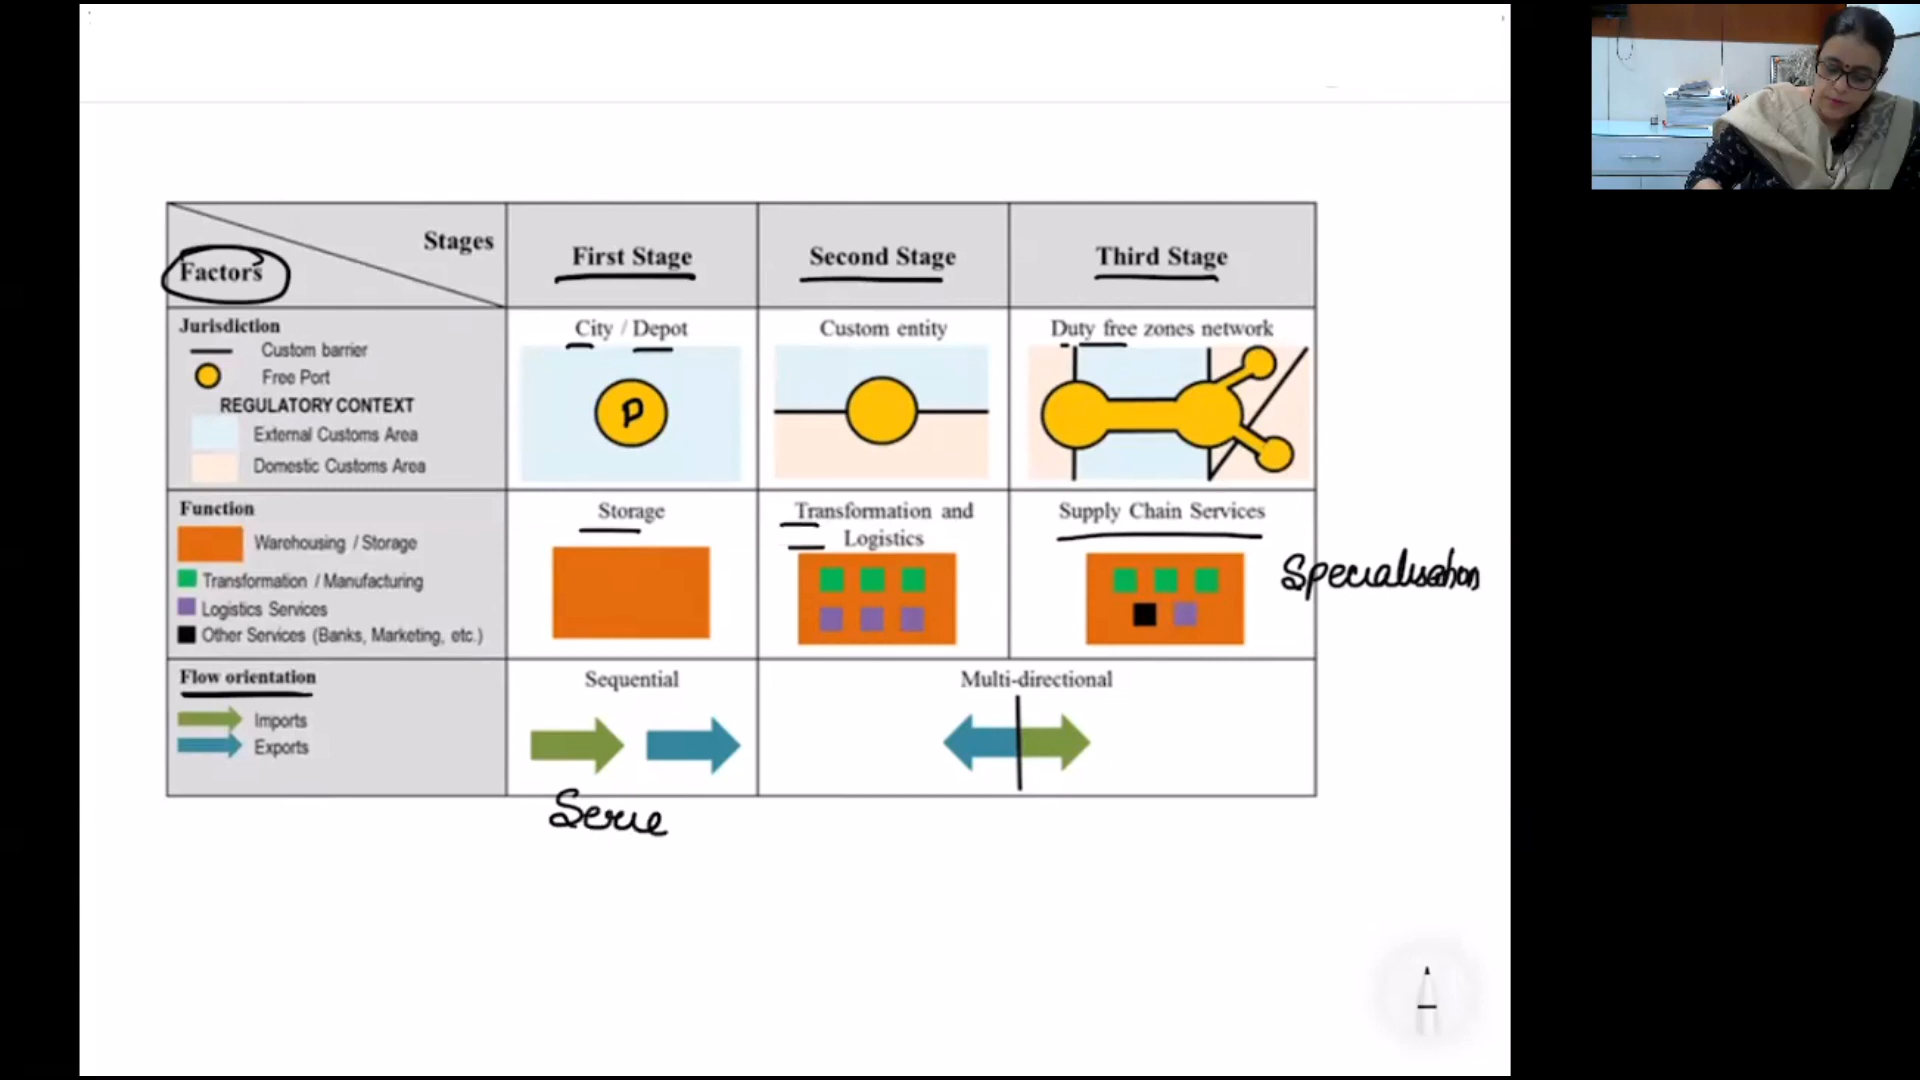 Stages
Factors
First Stage
Second Stage
Third Stage
Jurisdiction
Custom barrier
Free Port
REGULATORY CONTEXT
External Customs Area
Domestic Customs Area
City / Depot
P
Custom entity
Duty free zones network
Function
Warehousing / Storage
Transformation / Manufacturing
Logistics Services
Other Services (Banks, Marketing, etc.)
Storage
Transformation and
Logistics
Supply Chain Services
Specialisation
Flow orientation
Imports
Exports
Sequential
Multi-directional